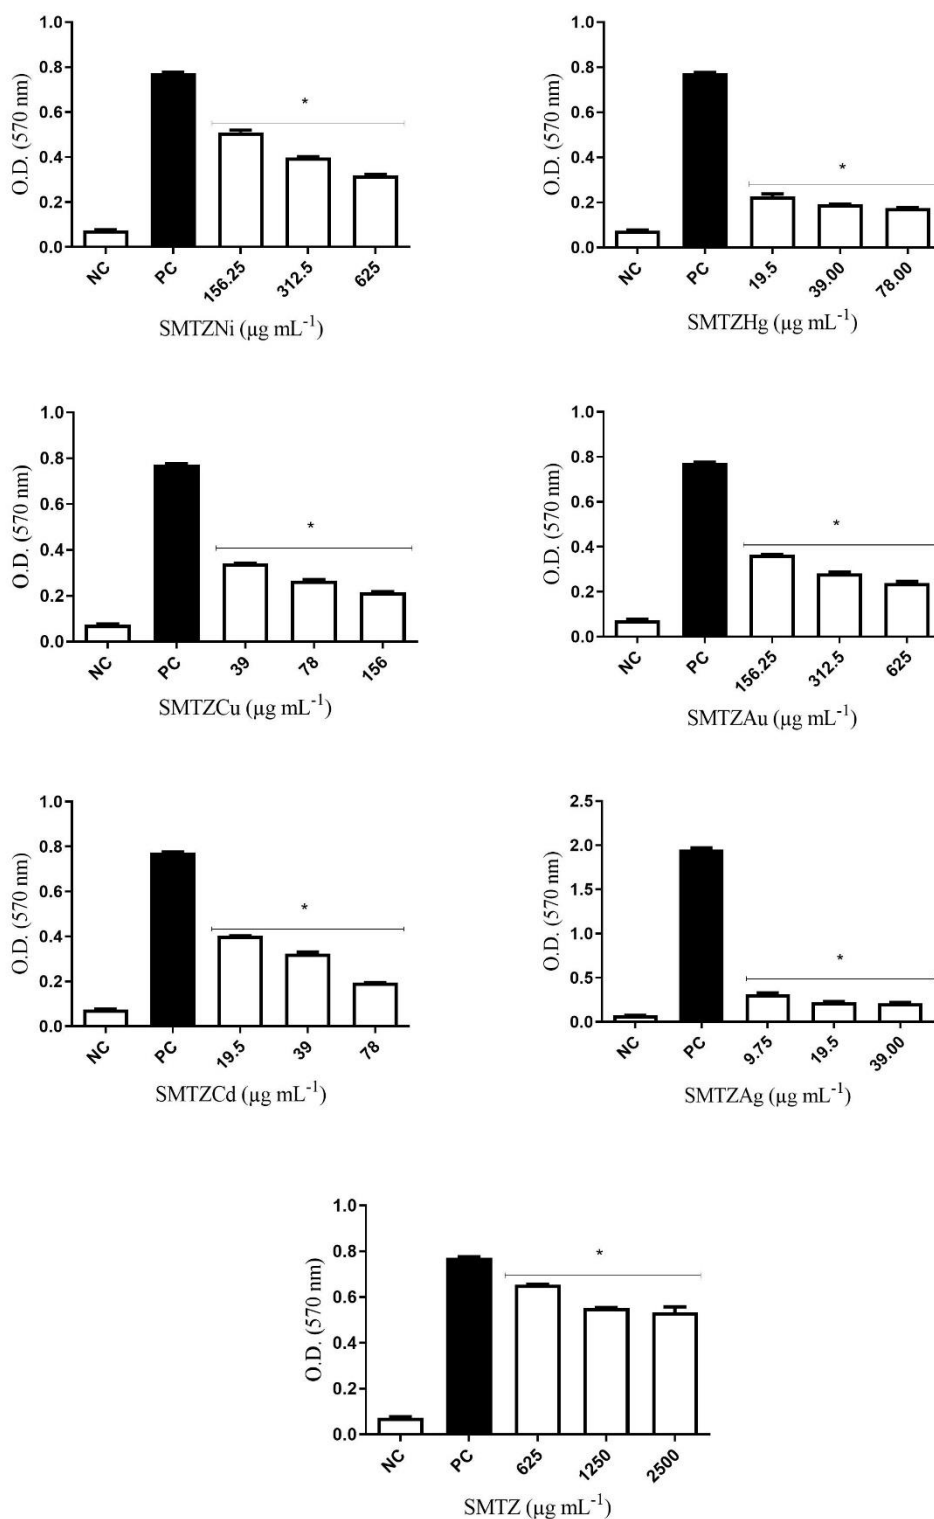 1.0
0.8
0.6
0.4
0.2
0.0
O.D. (570 nm)
*
NC
PC
156.25
312.5
625
SMTZNi (μg mL⁻¹)
1.0
0.8
0.6
0.4
0.2
0.0
O.D. (570 nm)
*
NC
PC
19.5
39.00
78.00
SMTZHg (μg mL⁻¹)
1.0
0.8
0.6
0.4
0.2
0.0
O.D. (570 nm)
*
NC
PC
39
78
156
SMTZCu (μg mL⁻¹)
1.0
0.8
0.6
0.4
0.2
0.0
O.D. (570 nm)
*
NC
PC
156.25
312.5
625
SMTZAu (μg mL⁻¹)
1.0
0.8
0.6
0.4
0.2
0.0
O.D. (570 nm)
*
NC
PC
19.5
39
78
SMTZCd (μg mL⁻¹)
2.5
2.0
1.5
1.0
0.5
0.0
O.D. (570 nm)
*
NC
PC
9.75
19.5
39.00
SMTZAg (μg mL⁻¹)
1.0
0.8
0.6
0.4
0.2
0.0
O.D. (570 nm)
*
NC
PC
625
1250
2500
SMTZ (μg mL⁻¹)